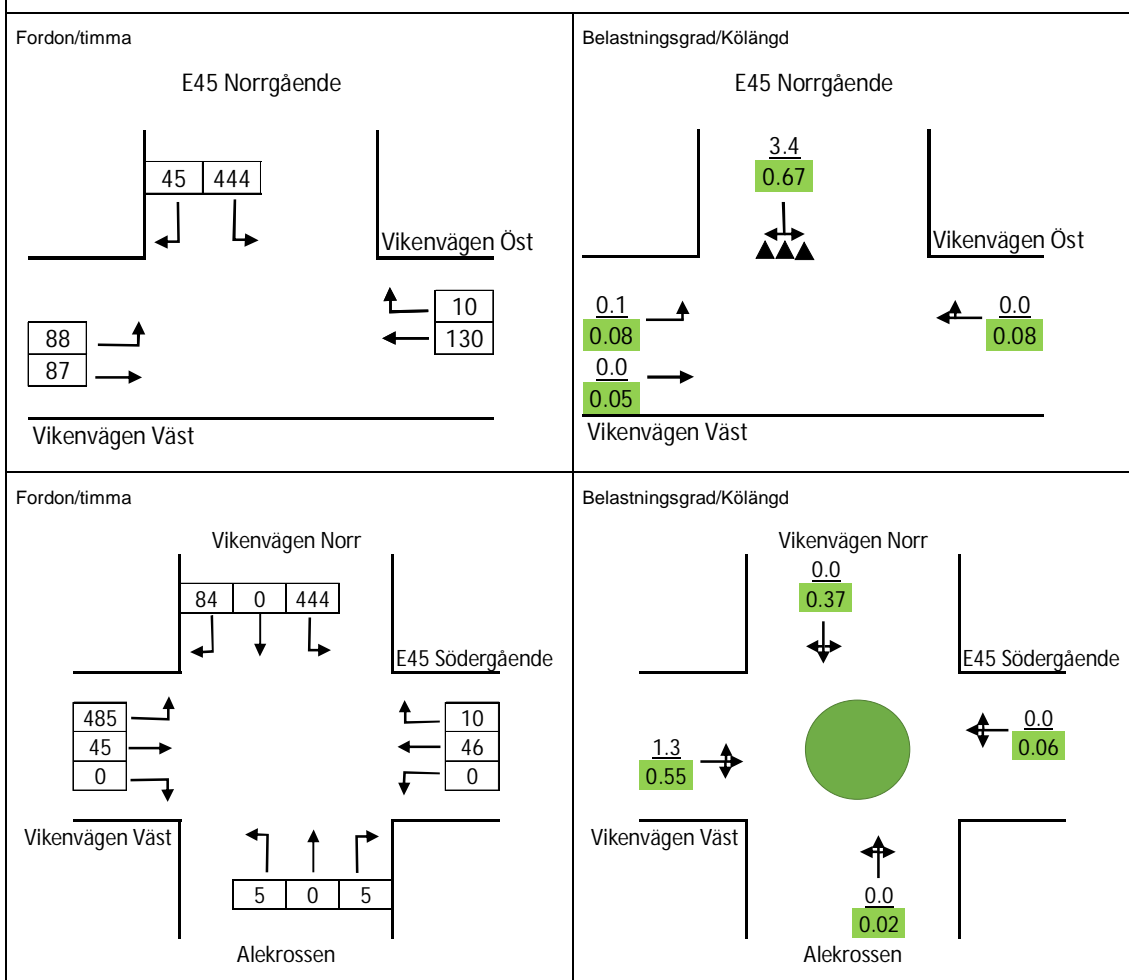 Fordon/timma
E45 Norrgående
45 444
Vikenvägen Öst
10
130
88
87
Vikenvägen Väst
Belastningsgrad/Kölängd
E45 Norrgående
3.4
0.67
Vikenvägen Öst
0.1
0.08
0.0
0.08
0.0
0.05
Vikenvägen Väst
Fordon/timma
Vikenvägen Norr
84 0 444
E45 Södergående
485
45
0
10
46
0
Vikenvägen Väst
5 0 5
Alekrossen
Belastningsgrad/Kölängd
Vikenvägen Norr
0.0
0.37
E45 Södergående
0.0
0.06
1.3
0.55
Vikenvägen Väst
0.0
0.02
Alekrossen